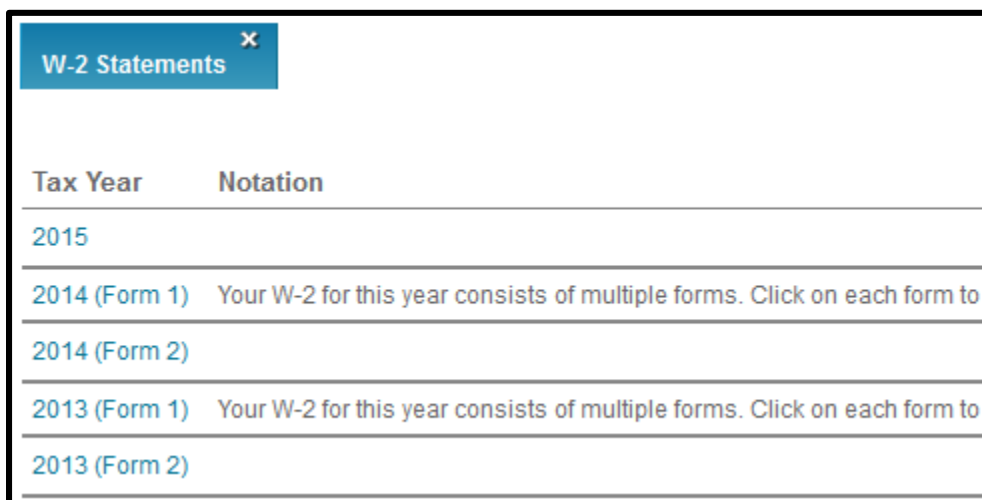 W-2 Statements
Tax Year Notation
2015
2014 (Form 1) Your W-2 for this year consists of multiple forms. Click on each form to
2014 (Form 2)
2013 (Form 1) Your W-2 for this year consists of multiple forms. Click on each form to
2013 (Form 2)